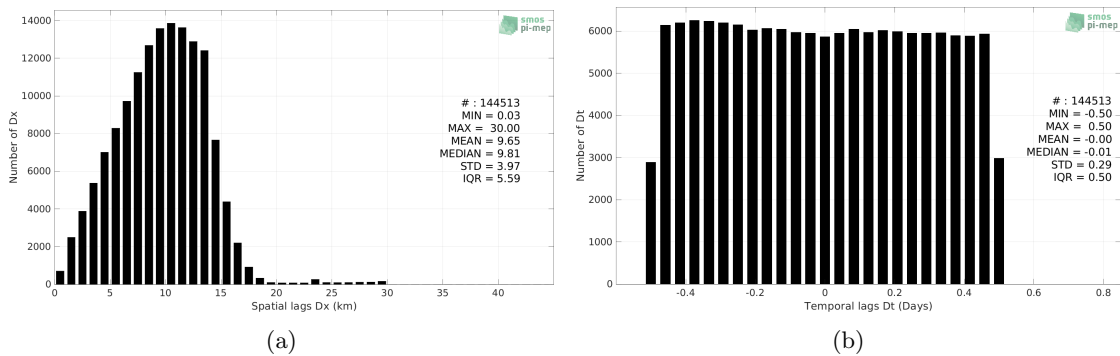 14000
12000
10000
8000
6000
4000
2000
0
Number of Dx
0 5 10 15 20 25 30 35 40
Spatial lags Dx (km)
smos
pi-mep
# : 144513
MIN = 0.03
MAX = 30.00
MEAN = 9.65
MEDIAN = 9.81
STD = 3.97
IQR = 5.59
(a)
6000
5000
4000
3000
2000
1000
0
Number of Dt
-0.4 -0.2 0 0.2 0.4 0.6 0.8
Temporal lags Dt (Days)
smos
pi-mep
# : 144513
MIN = -0.50
MAX = 0.50
MEAN = -0.00
MEDIAN = -0.01
STD = 0.29
IQR = 0.50
(b)